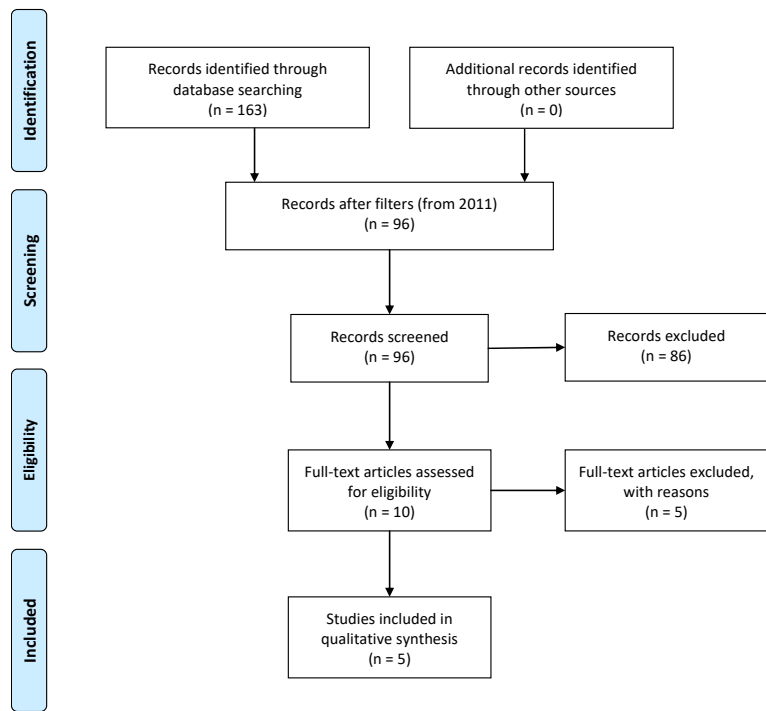 Identification
Records identified through
database searching
(n = 163)
Additional records identified
through other sources
(n = 0)
Screening
Records after filters (from 2011)
(n = 96)
Records screened
(n = 96)
Records excluded
(n = 86)
Eligibility
Full-text articles assessed
for eligibility
(n = 10)
Full-text articles excluded,
with reasons
(n = 5)
Included
Studies included in
qualitative synthesis
(n = 5)